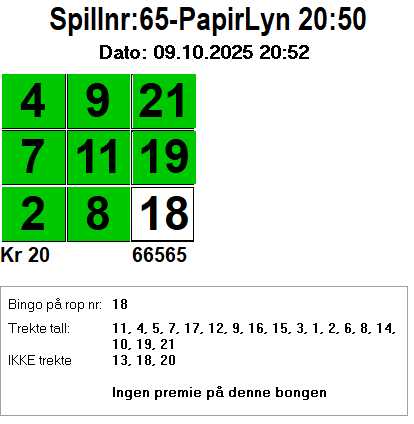 Spillnr:65-PapirLyn 20:50
Dato: 09.10.2025 20:52
4 9 21
7 11 19
2 8 18
Kr 20 66565
Bingo på rop nr: 18
Trekte tall: 11, 4, 5, 7, 17, 12, 9, 16, 15, 3, 1, 2, 6, 8, 14,
10, 19, 21
IKKE trekte 13, 18, 20
Ingen premie på denne bongen